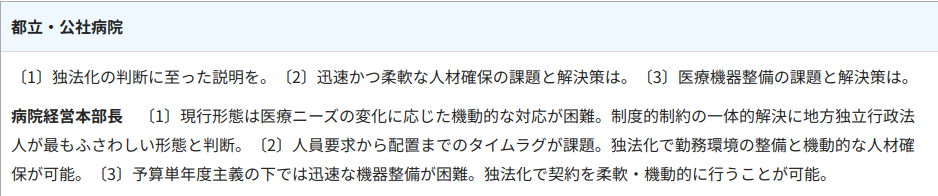 都立・公社病院
〔1〕独法化の判断に至った説明を。〔2〕迅速かつ柔軟な人材確保の課題と解決策は。〔3〕医療機器整備の課題と解決策は。
病院経営本部長　〔1〕現行形態は医療ニーズの変化に応じた機動的な対応が困難。制度的制約の一体的解決に地方独立行政法
人が最もふさわしい形態と判断。〔2〕人員要求から配置までのタイムラグが課題。独法化で勤務環境の整備と機動的な人材確
保が可能。〔3〕予算単年度主義の下では迅速な機器整備が困難。独法化で契約を柔軟・機動的に行うことが可能。